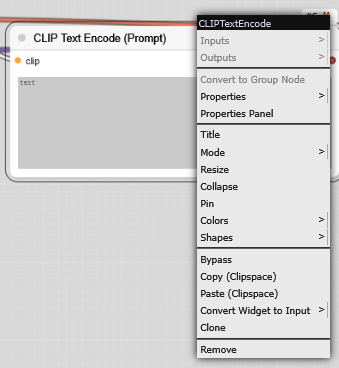 CLIP Text Encode (Prompt)
clip
text
CLIPTextEncode
Inputs >
Outputs >
Convert to Group Node
Properties >
Properties Panel
Title
Mode >
Resize
Collapse
Pin
Colors >
Shapes >
Bypass
Copy (Clipspace)
Paste (Clipspace)
Convert Widget to Input >
Clone
Remove